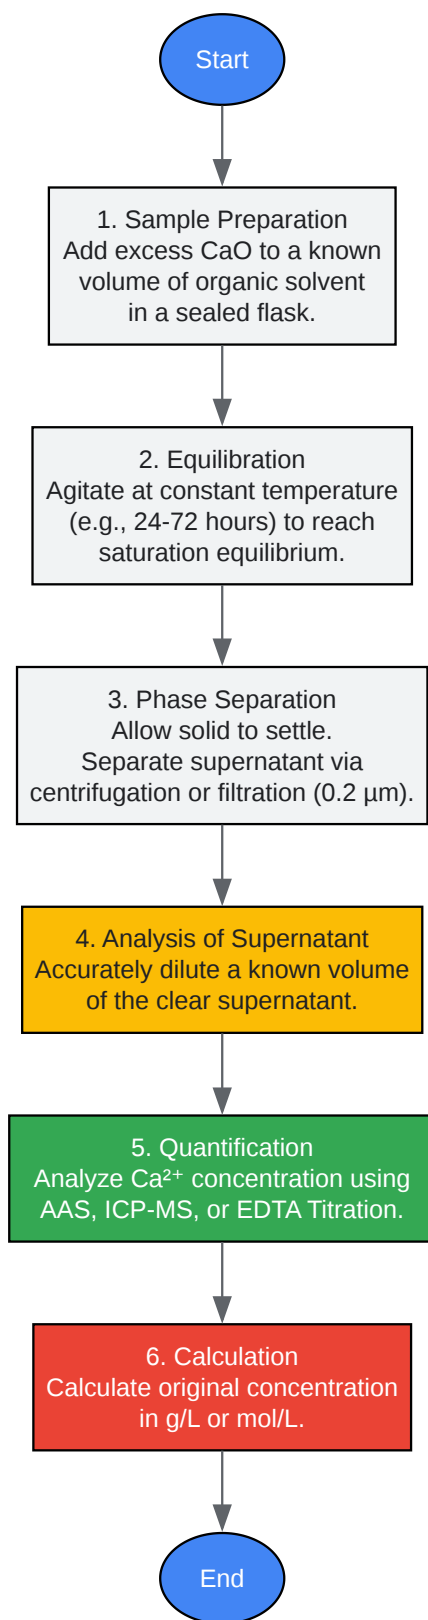 Start
1. Sample Preparation
Add excess CaO to a known
volume of organic solvent
in a sealed flask.
2. Equilibration
Agitate at constant temperature
(e.g., 24-72 hours) to reach
saturation equilibrium.
3. Phase Separation
Allow solid to settle.
Separate supernatant via
centrifugation or filtration (0.2 µm).
4. Analysis of Supernatant
Accurately dilute a known volume
of the clear supernatant.
5. Quantification
Analyze Ca²⁺ concentration using
AAS, ICP-MS, or EDTA Titration.
6. Calculation
Calculate original concentration
in g/L or mol/L.
End